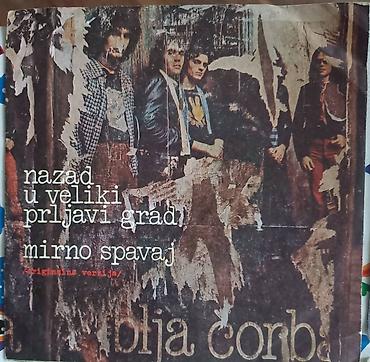 nazad
u veliki
prljavi grad
mirno spavaj
/originalna verzija/
blja čorba